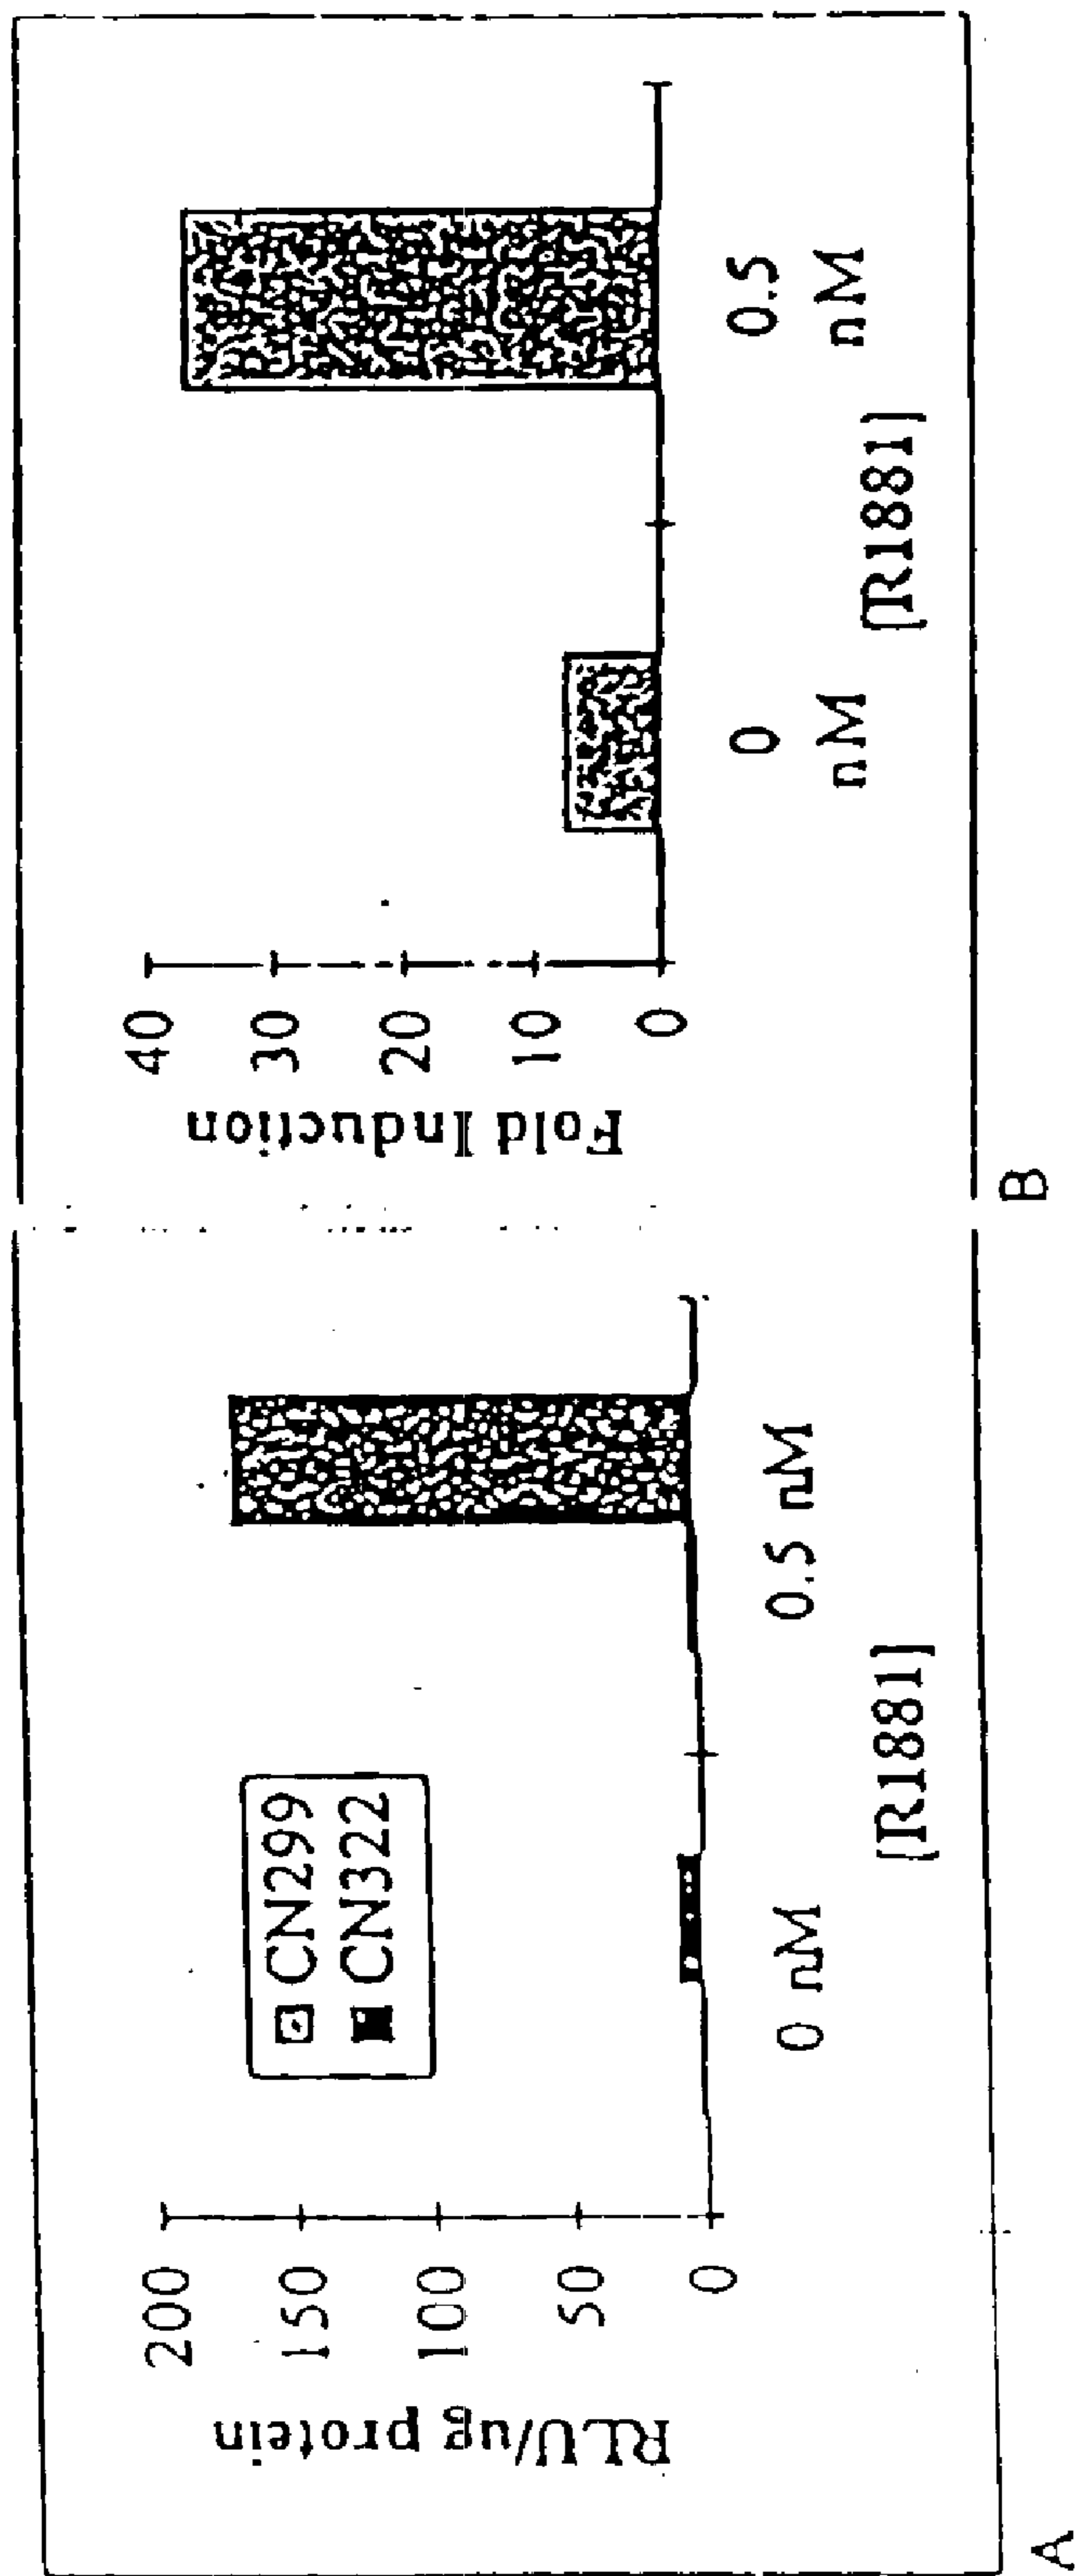 RLU/ug protein
200
150
100
50
0
CN299
CN322
0 nM
0.5 nM
[R1881]
A
Fold Induction
40
30
20
10
0
0
nM
0.5
nM
[R1881]
B